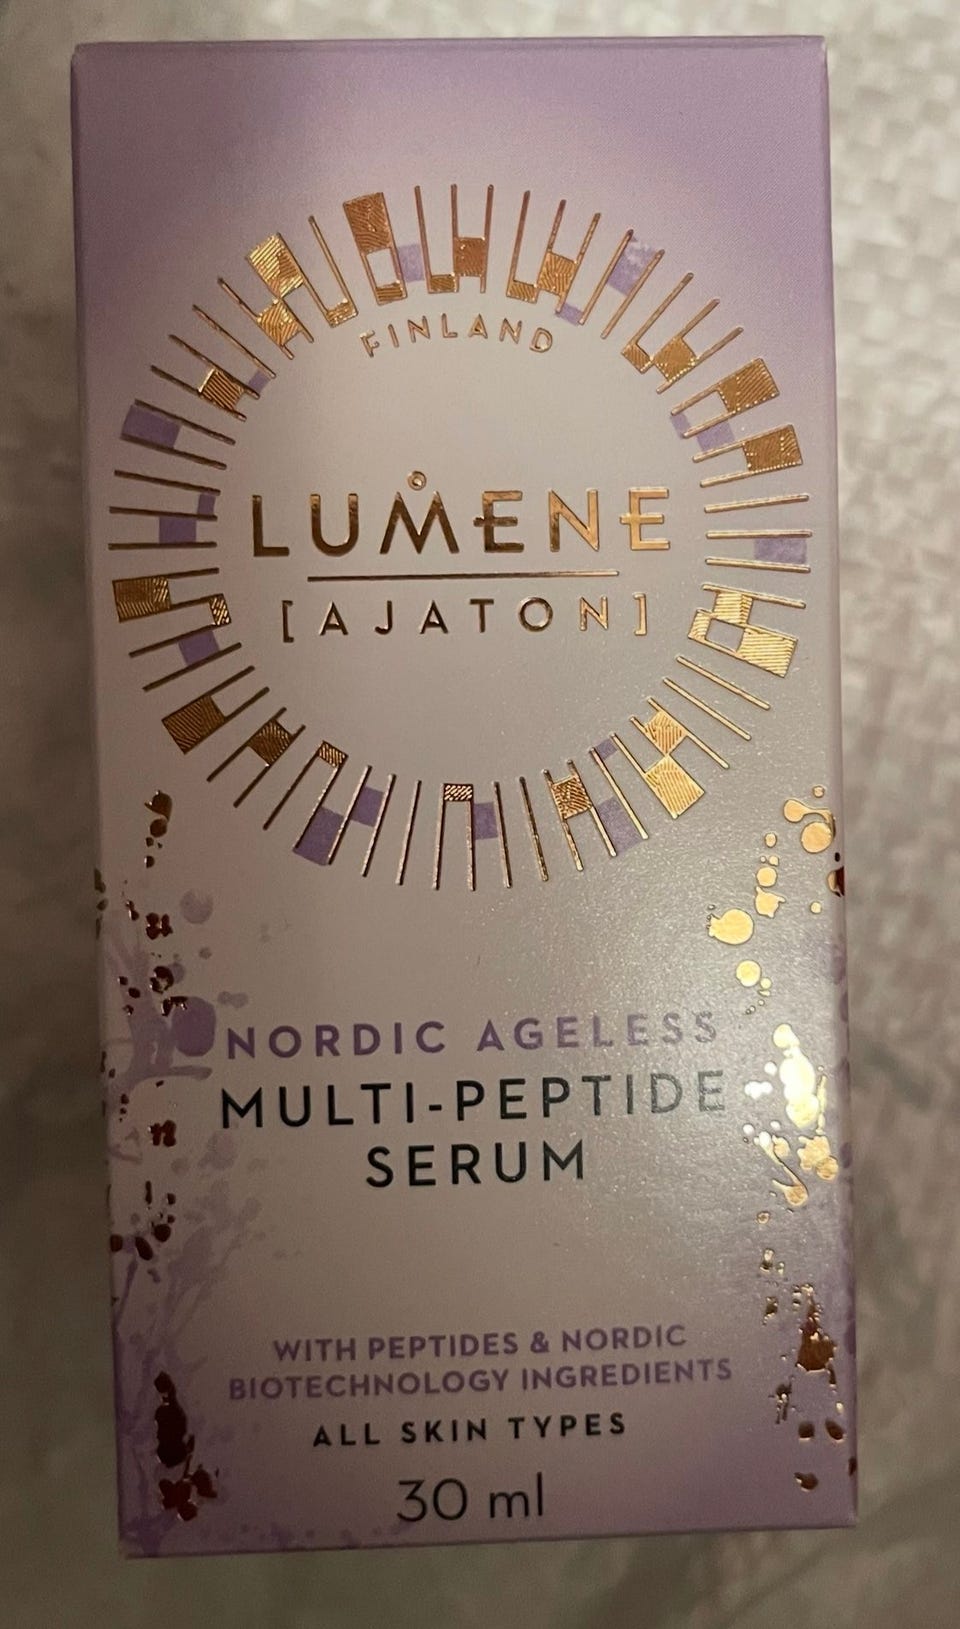 FINLAND
LUMENE
[AJATON]
NORDIC AGELESS
MULTI-PEPTIDE
SERUM
WITH PEPTIDES & NORDIC
BIOTECHNOLOGY INGREDIENTS
ALL SKIN TYPES
30 ml